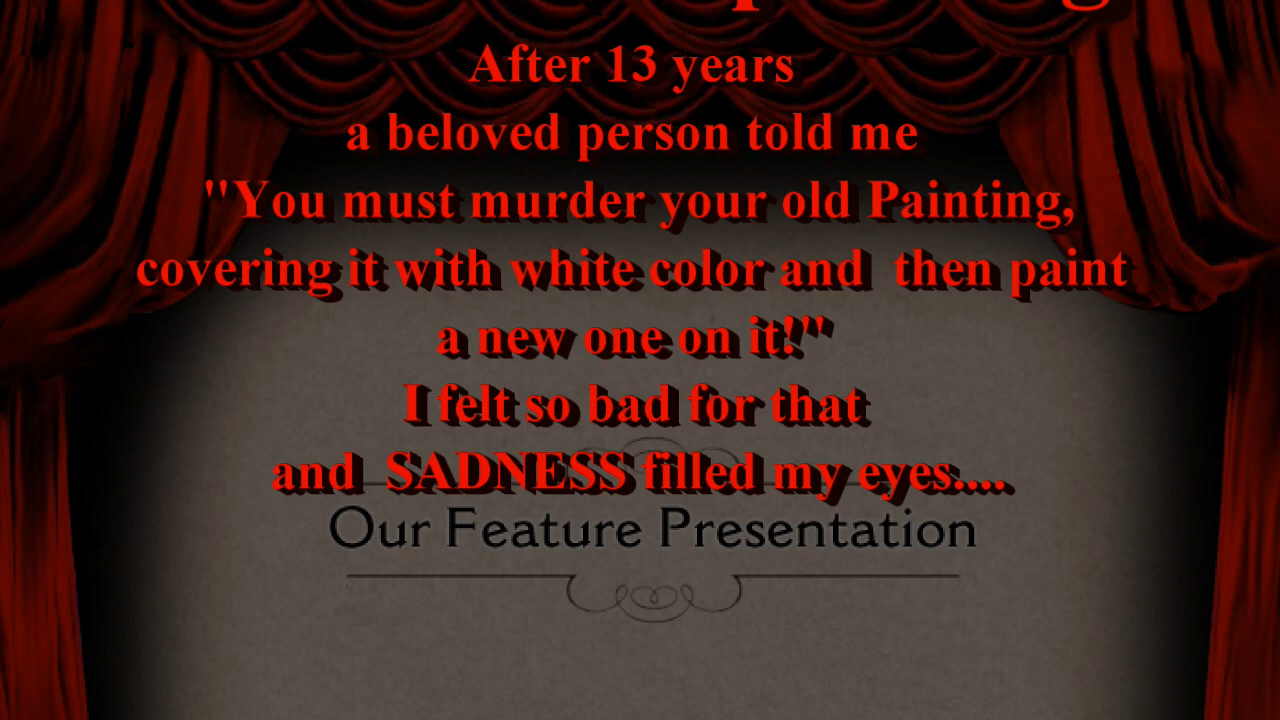 After 13 years
a beloved person told me
"You must murder your old Painting,
covering it with white color and then paint
a new one on it!"
I felt so bad for that
and SADNESS filled my eyes....
Our Feature Presentation